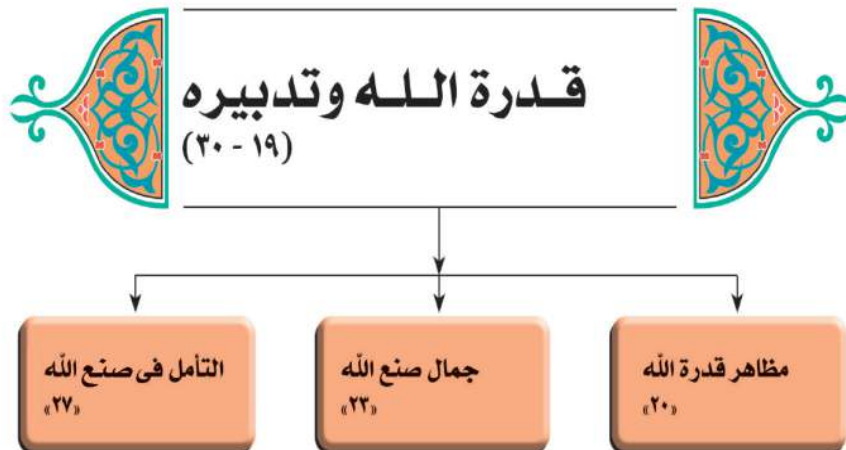 قدرة الله وتدبيره
(١٩ - ٣٠)
مظاهر قدرة الله
«٢٠»
جمال صنع الله
«٢٣»
التأمل فى صنع الله
«٢٧»